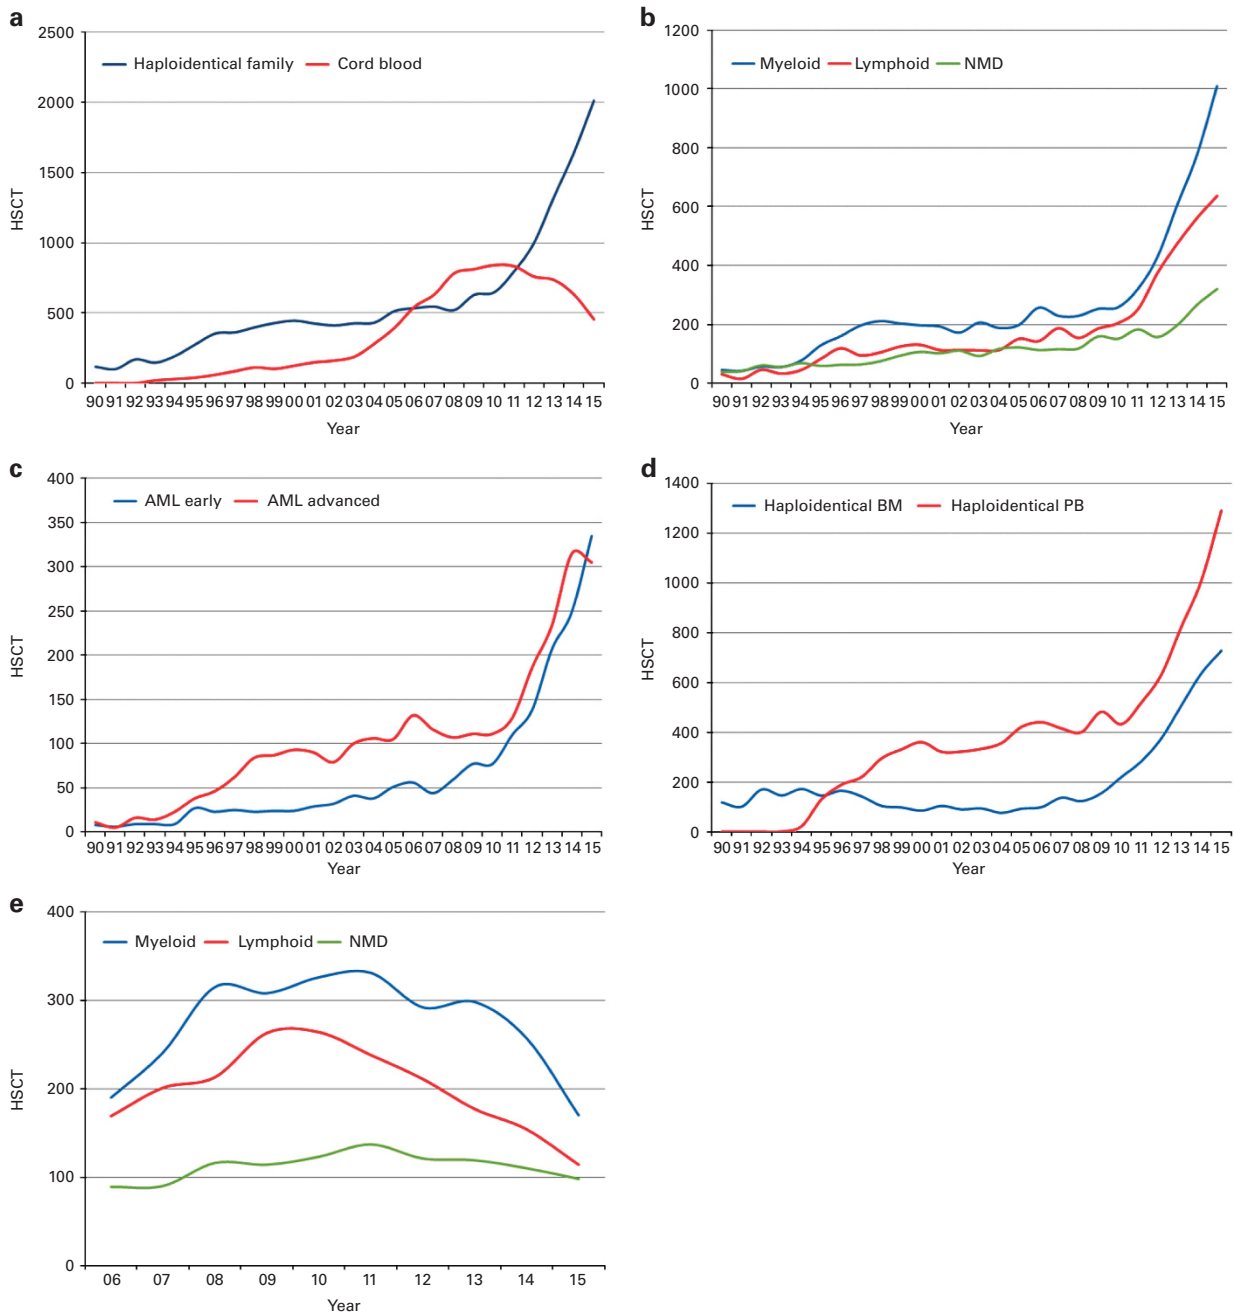 a
2500
2000
1500
1000
500
0
HSCT
Haploidentical family Cord blood
90 91 92 93 94 95 96 97 98 99 00 01 02 03 04 05 06 07 08 09 10 11 12 13 14 15
Year
b
1200
1000
800
600
400
200
0
HSCT
Myeloid Lymphoid NMD
90 91 92 93 94 95 96 97 98 99 00 01 02 03 04 05 06 07 08 09 10 11 12 13 14 15
Year
c
400
350
300
250
200
150
100
50
0
HSCT
AML early AML advanced
90 91 92 93 94 95 96 97 98 99 00 01 02 03 04 05 06 07 08 09 10 11 12 13 14 15
Year
d
1400
1200
1000
800
600
400
200
0
HSCT
Haploidentical BM Haploidentical PB
90 91 92 93 94 95 96 97 98 99 00 01 02 03 04 05 06 07 08 09 10 11 12 13 14 15
Year
e
400
300
200
100
0
HSCT
Myeloid Lymphoid NMD
06 07 08 09 10 11 12 13 14 15
Year